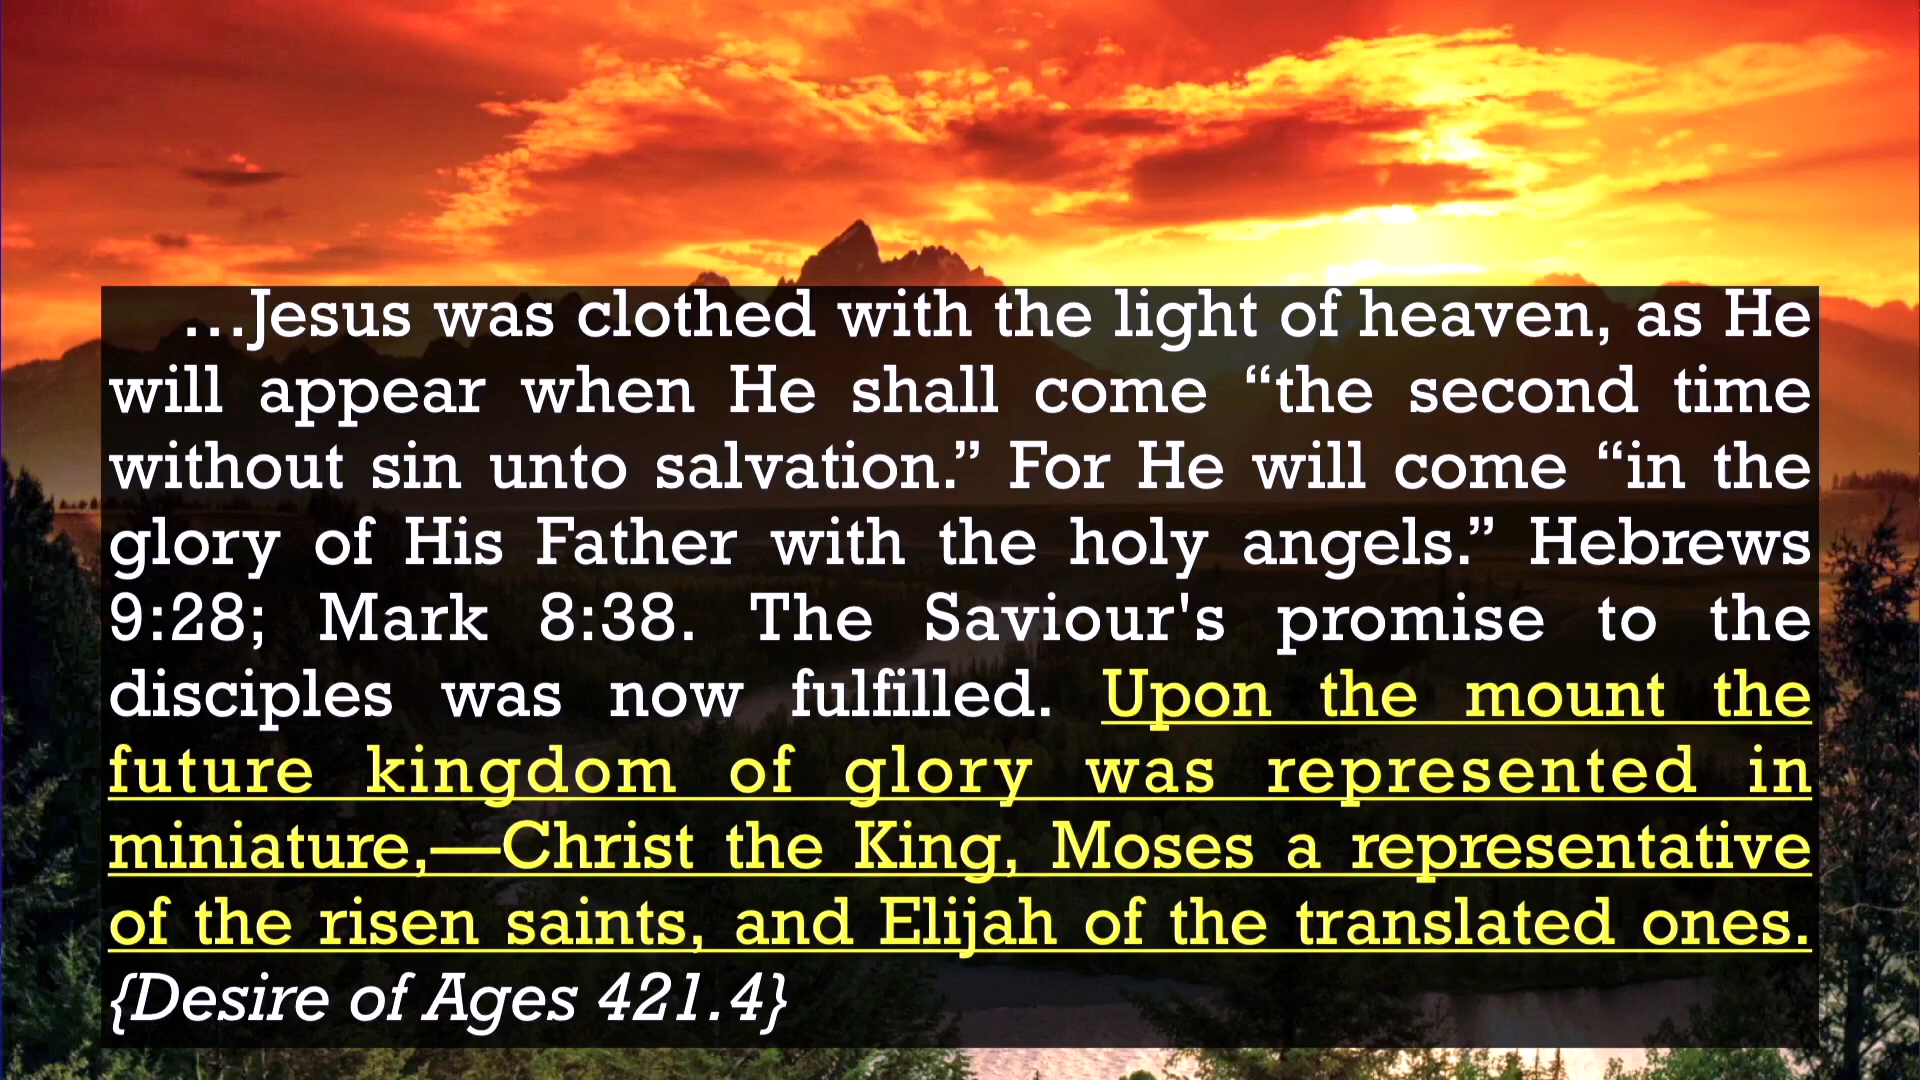 …Jesus was clothed with the light of heaven, as He
will appear when He shall come “the second time
without sin unto salvation.” For He will come “in the
glory of His Father with the holy angels.” Hebrews
9:28; Mark 8:38. The Saviour's promise to the
disciples was now fulfilled. Upon the mount the
future kingdom of glory was represented in
miniature,—Christ the King, Moses a representative
of the risen saints, and Elijah of the translated ones.
{Desire of Ages 421.4}